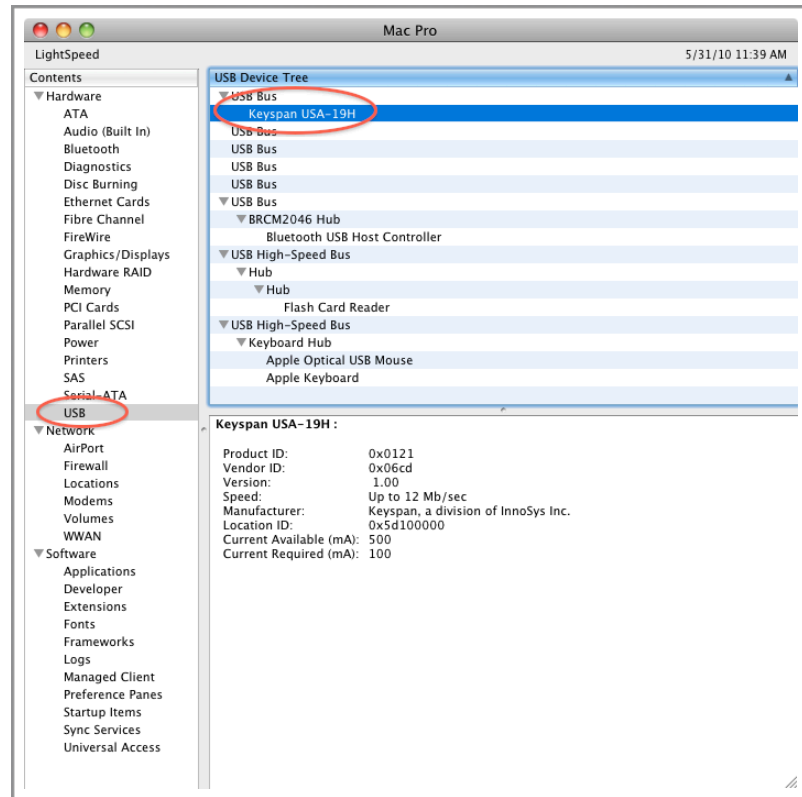 Mac Pro
LightSpeed 5/31/10 11:39 AM
Contents
Hardware
ATA
Audio (Built In)
Bluetooth
Diagnostics
Disc Burning
Ethernet Cards
Fibre Channel
FireWire
Graphics/Displays
Hardware RAID
Memory
PCI Cards
Parallel SCSI
Power
Printers
SAS
Serial-ATA
USB
Network
AirPort
Firewall
Locations
Modems
Volumes
WWAN
Software
Applications
Developer
Extensions
Fonts
Frameworks
Logs
Managed Client
Preference Panes
Startup Items
Sync Services
Universal Access
USB Device Tree
USB Bus
Keyspan USA-19H
USB Bus
USB Bus
USB Bus
USB Bus
USB Bus
BRCM2046 Hub
Bluetooth USB Host Controller
USB High-Speed Bus
Hub
Hub
Flash Card Reader
USB High-Speed Bus
Keyboard Hub
Apple Optical USB Mouse
Apple Keyboard
Keyspan USA-19H :
Product ID: 0x0121
Vendor ID: 0x06cd
Version: 1.00
Speed: Up to 12 Mb/sec
Manufacturer: Keyspan, a division of InnoSys Inc.
Location ID: 0x5d100000
Current Available (mA): 500
Current Required (mA): 100